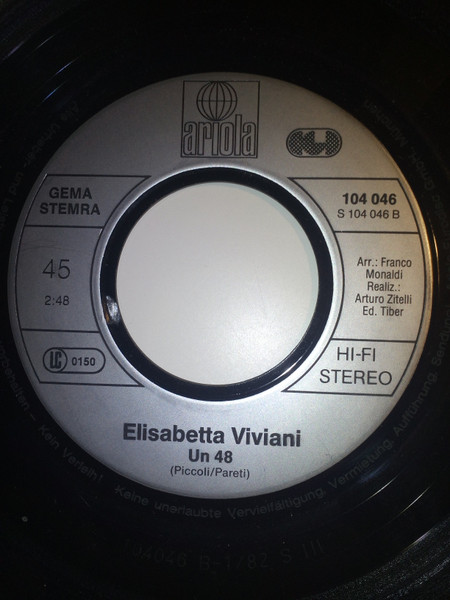 ariola
GEMA
STEMRA
104 046
S 104 046 B
45
2:48
Arr.: Franco
Monaldi
Realiz.:
Arturo Zitelli
Ed. Tiber
LC 0150
HI-FI
STEREO
Elisabetta Viviani
Un 48
(Piccoli/Pareti)
Kein Verleih! Keine unerlaubte Vervielfältigung, Vermietung, Aufführung, Sendung